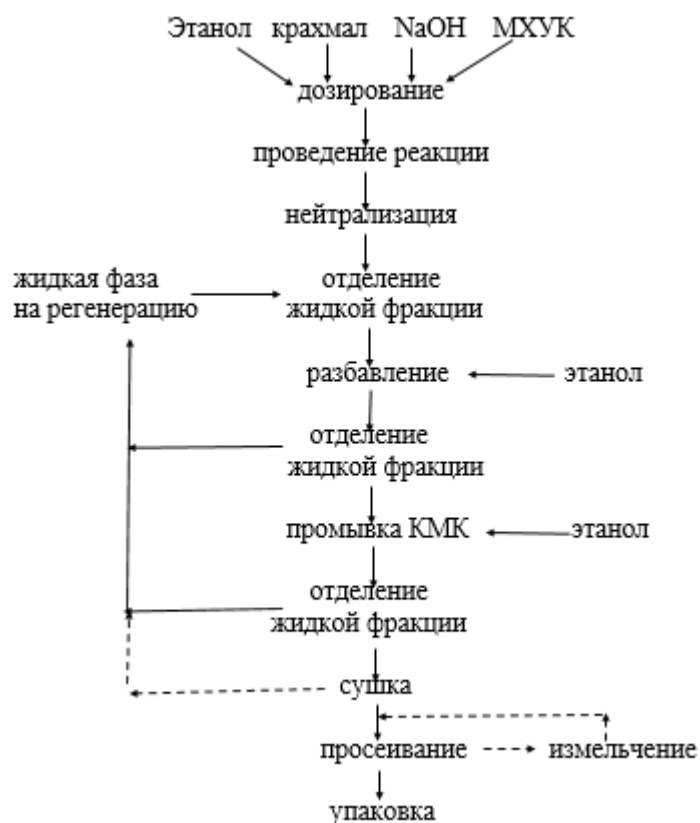 Этанол крахмал NaOH МХУК
дозирование
проведение реакции
нейтрализация
жидкая фаза
на регенерацию
отделение
жидкой фракции
разбавление
этанол
отделение
жидкой фракции
промывка КМК
этанол
отделение
жидкой фракции
сушка
просеивание
измельчение
упаковка